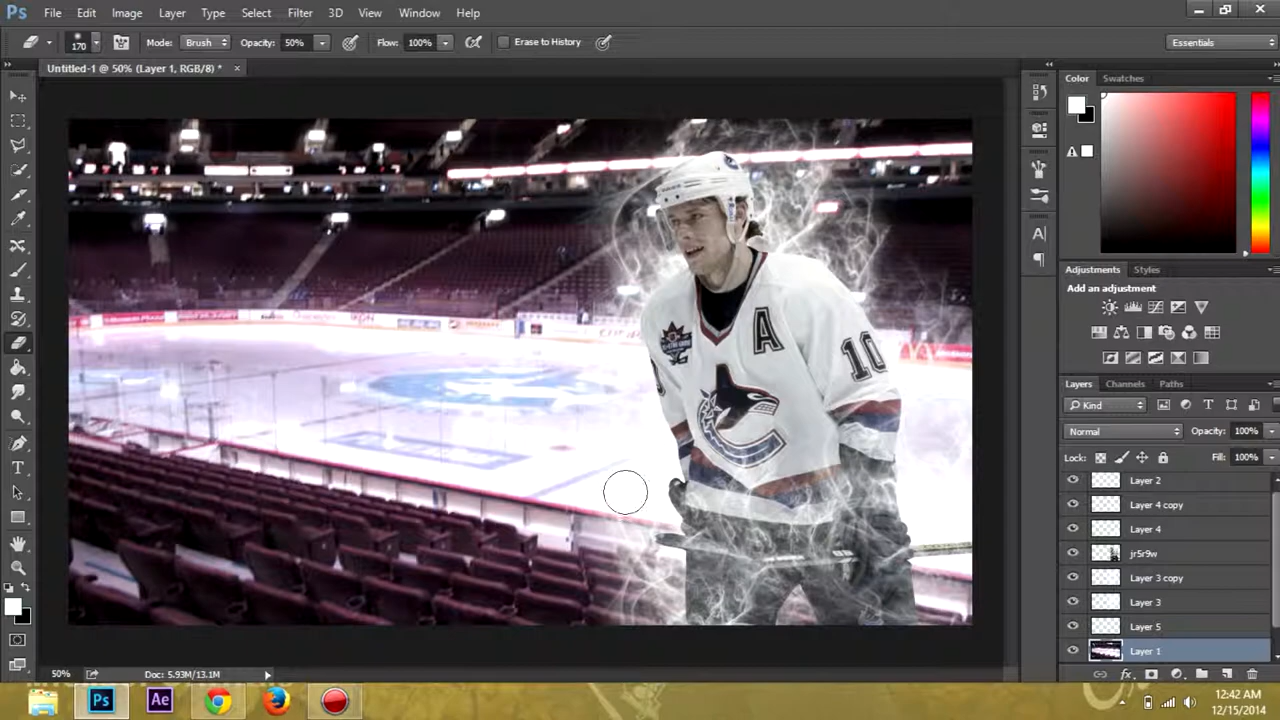 Ps File Edit Image Layer Type Select Filter 3D View Window Help
170 Mode: Brush Opacity: 50% Flow: 100% Erase to History Essentials
Untitled-1 @ 50% (Layer 1, RGB/8) * ×
Color Swatches
A
10
Adjustments Styles
Add an adjustment
Layers Channels Paths
Kind
Normal Opacity: 100%
Lock: Fill: 100%
Layer 2
Layer 4 copy
Layer 4
jr5r9w
Layer 3 copy
Layer 3
Layer 5
Layer 1
50% Doc: 5.93M/13.1M
Ps Ae
12:42 AM
12/15/2014